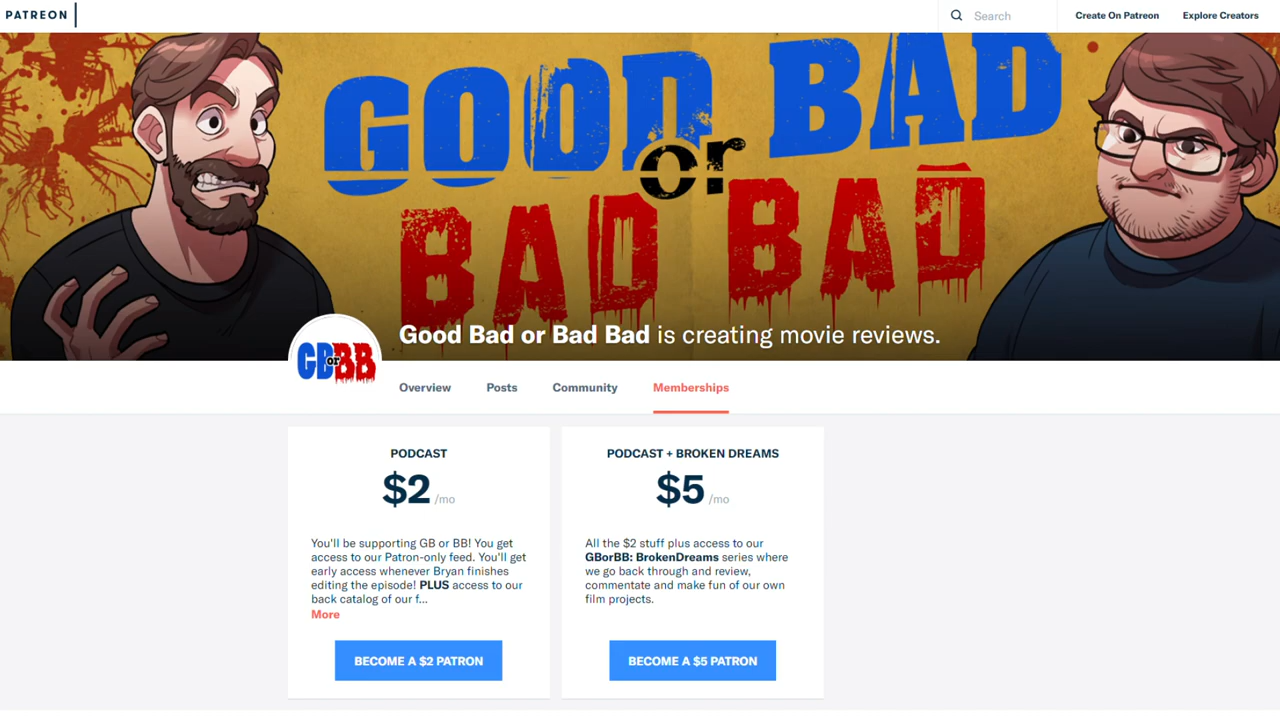 PATREON
Search
Create On Patreon
Explore Creators
GOOD BAD
or
BAD BAD
Good Bad or Bad Bad is creating movie reviews.
GB or BB
Overview
Posts
Community
Memberships
PODCAST
$2 /mo
You'll be supporting GB or BB! You get
access to our Patron-only feed. You'll get
early access whenever Bryan finishes
editing the episode! PLUS access to our
back catalog of our f...
More
BECOME A $2 PATRON
PODCAST + BROKEN DREAMS
$5 /mo
All the $2 stuff plus access to our
GBorBB: BrokenDreams series where
we go back through and review,
commentate and make fun of our own
film projects.
BECOME A $5 PATRON